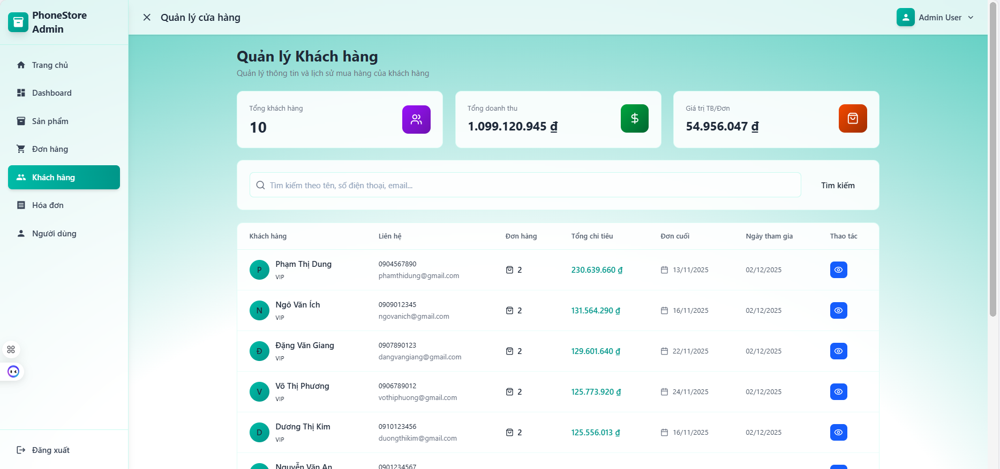 PhoneStore
Admin
Trang chủ
Dashboard
Sản phẩm
Đơn hàng
Khách hàng
Hóa đơn
Người dùng
Đăng xuất
Quản lý cửa hàng
Admin User
Quản lý Khách hàng
Quản lý thông tin và lịch sử mua hàng của khách hàng
Tổng khách hàng
10
Tổng doanh thu
1.099.120.945 ₫
Giá trị TB/Đơn
54.956.047 ₫
Tìm kiếm theo tên, số điện thoại, email...
Tìm kiếm
Khách hàng Liên hệ Đơn hàng Tổng chi tiêu Đơn cuối Ngày tham gia Thao tác
P Phạm Thị Dung VIP 0904567890 phamthidung@gmail.com 2 230.639.660 ₫ 13/11/2025 02/12/2025
N Ngô Văn Ích VIP 0909012345 ngovanich@gmail.com 2 131.564.290 ₫ 16/11/2025 02/12/2025
Đ Đặng Văn Giang VIP 0907890123 dangvangiang@gmail.com 2 129.601.640 ₫ 22/11/2025 02/12/2025
V Võ Thị Phương VIP 0906789012 vothiphuong@gmail.com 2 125.773.920 ₫ 24/11/2025 02/12/2025
D Dương Thị Kim VIP 0910123456 duongthikim@gmail.com 2 125.556.013 ₫ 16/11/2025 02/12/2025
Nguyễn Văn An 0901234567